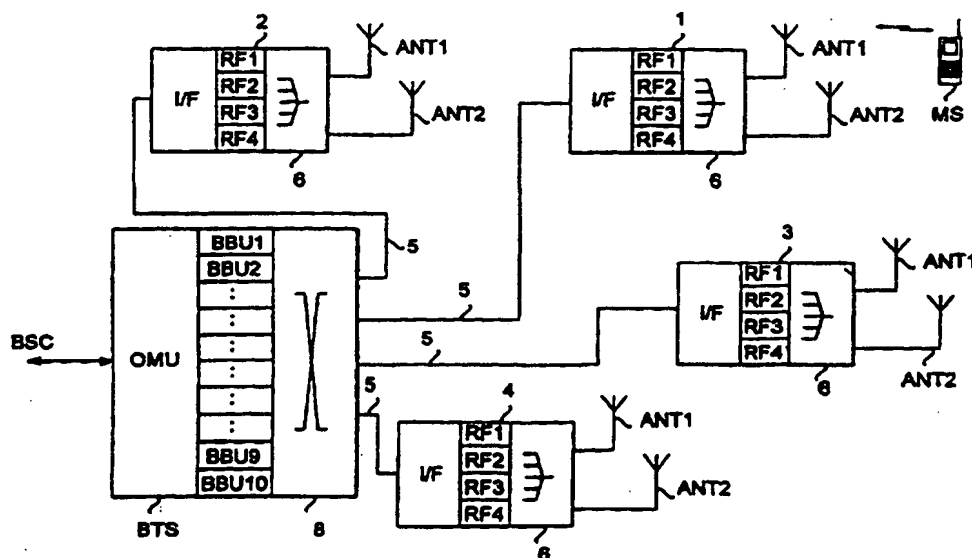 2
RF1
RF2
RF3
RF4
I/F
6
ANT1
ANT2
1
RF1
RF2
RF3
RF4
I/F
6
ANT1
ANT2
MS
BSC
OMU
BBU1
BBU2
⋮
⋮
⋮
BBU9
BBU10
BTS
8
5
5
5
5
3
RF1
RF2
RF3
RF4
I/F
6
ANT1
ANT2
4
RF1
RF2
RF3
RF4
I/F
6
ANT1
ANT2